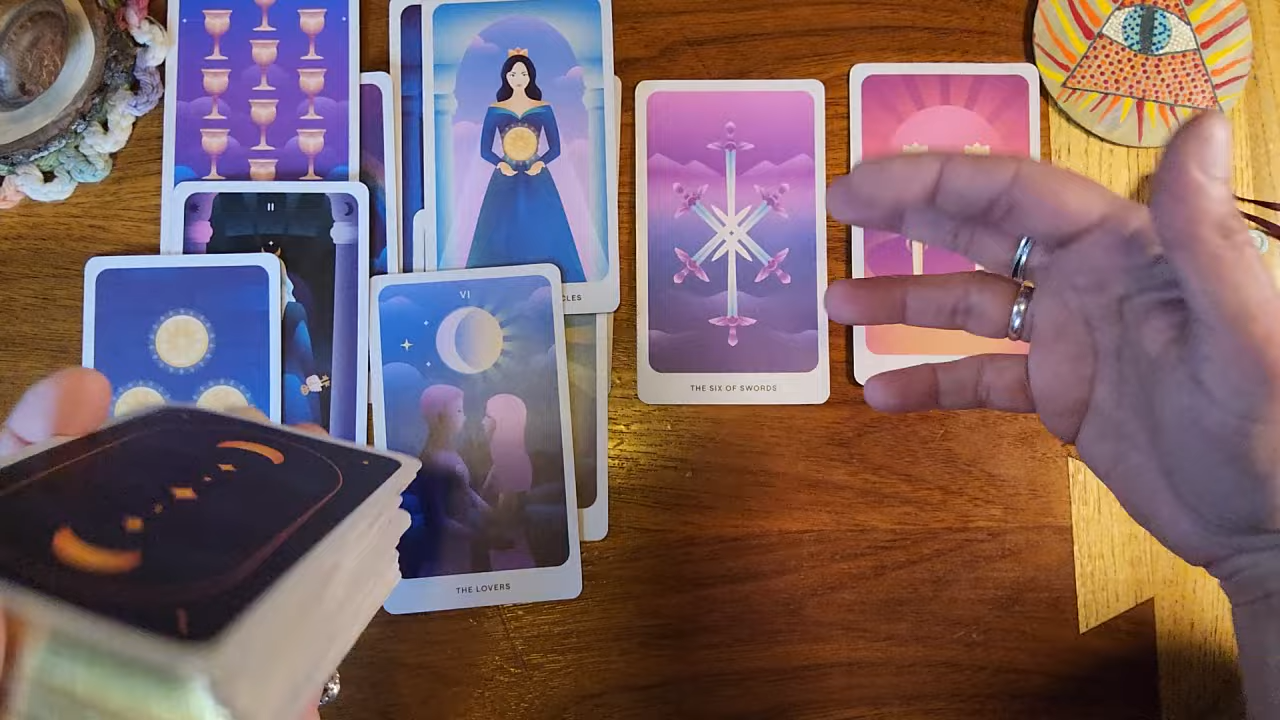 II
CLES
VI
THE LOVERS
THE SIX OF SWORDS